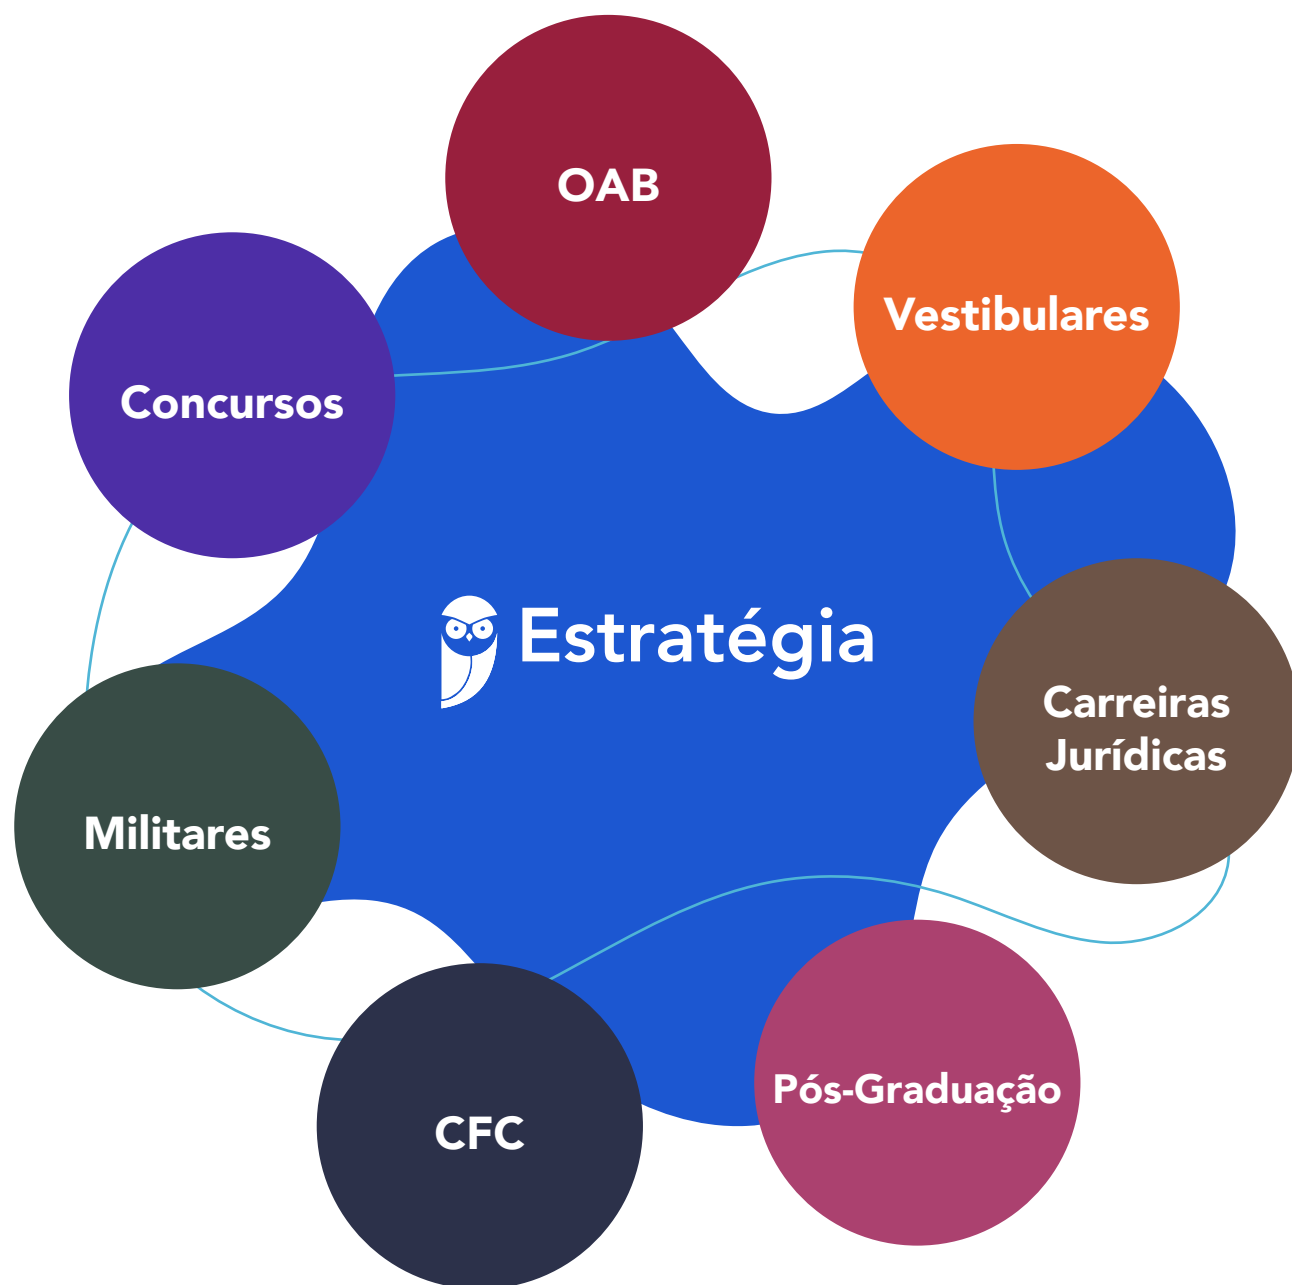 OAB
Vestibulares
Concursos
Estratégia
Carreiras
Jurídicas
Militares
Pós-Graduação
CFC